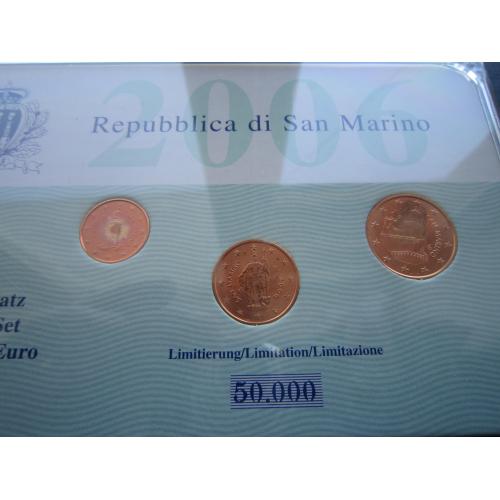 2006
Repubblica di San Marino
atz
Set
Euro
Limitierung/Limitation/Limitazione
50.000